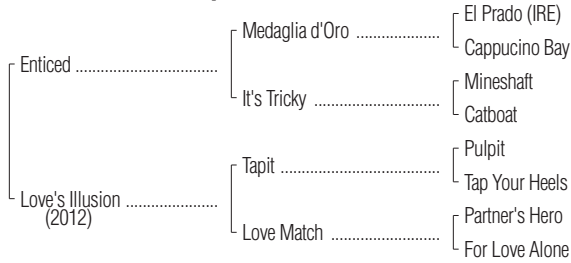 El Prado (IRE)
Medaglia d'Oro ....................
Cappucino Bay
Enticed ..................................
Mineshaft
It's Tricky ..............................
Catboat
Pulpit
Tapit ......................................
Tap Your Heels
Love's Illusion ......................
(2012)
Partner's Hero
Love Match ..........................
For Love Alone